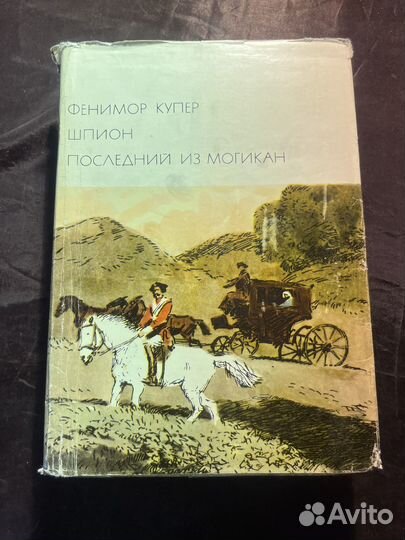 ФЕНИМОР КУПЕР
ШПИОН
ПОСЛЕДНИЙ ИЗ МОГИКАН
Avito